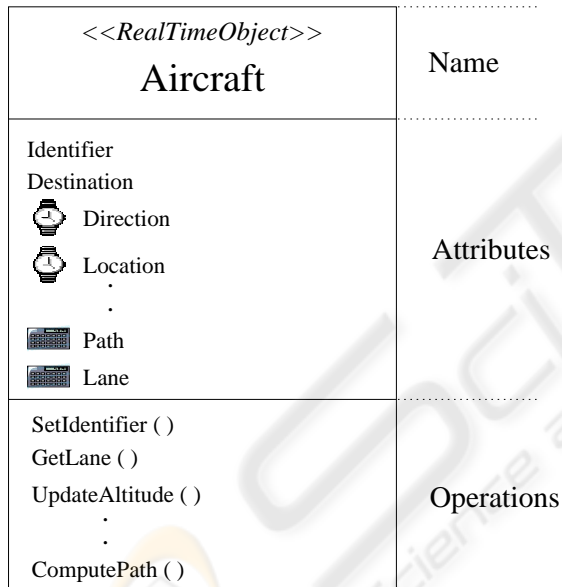 <<RealTimeObject>>
Aircraft
Name
Identifier
Destination
Direction
Location
Attributes
Path
Lane
SetIdentifier ( )
GetLane ( )
UpdateAltitude ( )
Operations
ComputePath ( )